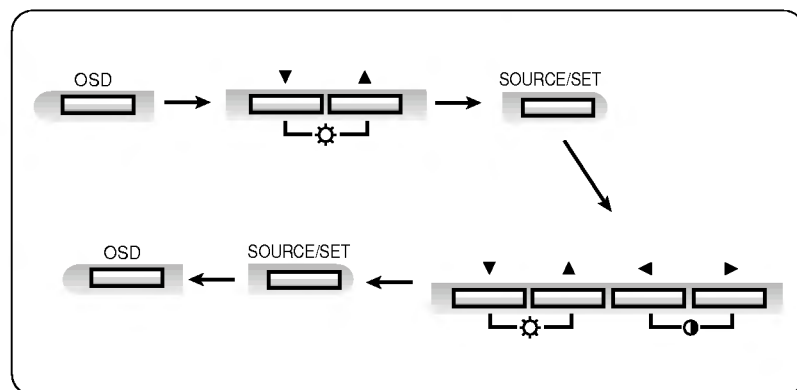 OSD
▼ ▲
SOURCE/SET
OSD
SOURCE/SET
▼ ▲ ◀ ▶